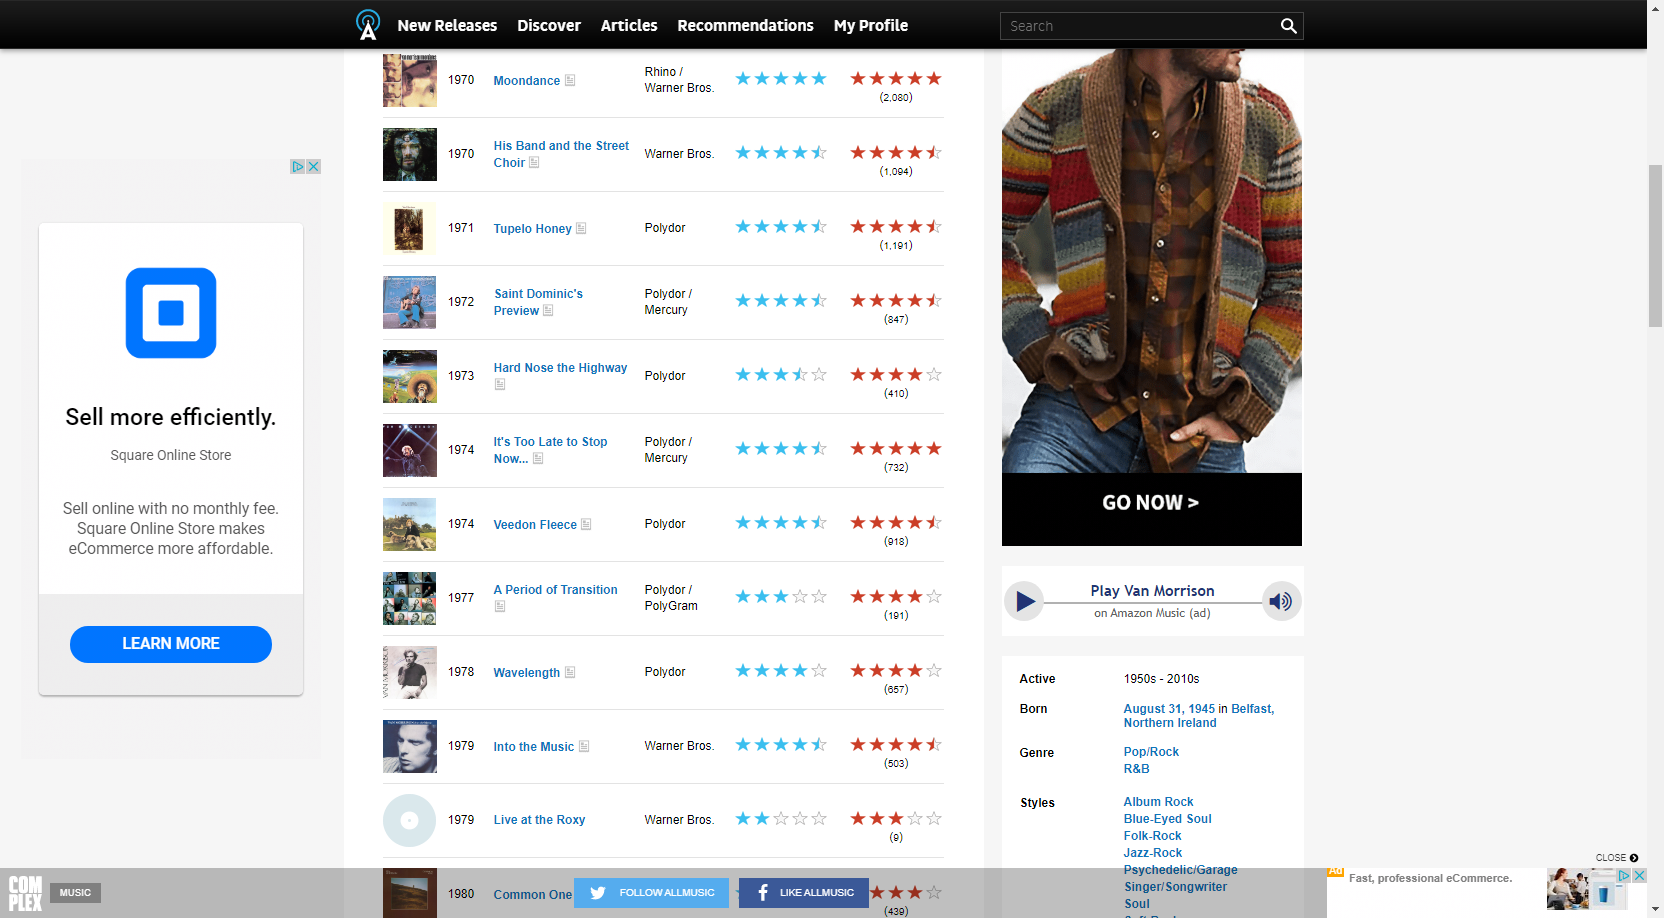 New Releases
Discover
Articles
Recommendations
My Profile
Search
1970
Moondance
Rhino /
Warner Bros.
(2,080)
1970
His Band and the Street
Choir
Warner Bros.
(1,094)
1971
Tupelo Honey
Polydor
(1,191)
1972
Saint Dominic's
Preview
Polydor /
Mercury
(847)
1973
Hard Nose the Highway
Polydor
(410)
1974
It's Too Late to Stop
Now...
Polydor /
Mercury
(732)
1974
Veedon Fleece
Polydor
(918)
1977
A Period of Transition
Polydor /
PolyGram
(191)
1978
Wavelength
Polydor
(657)
1979
Into the Music
Warner Bros.
(503)
1979
Live at the Roxy
Warner Bros.
(9)
1980
Common One
(439)
Sell more efficiently.
Square Online Store
Sell online with no monthly fee.
Square Online Store makes
eCommerce more affordable.
LEARN MORE
GO NOW >
Play Van Morrison
on Amazon Music (ad)
Active
1950s - 2010s
Born
August 31, 1945 in Belfast,
Northern Ireland
Genre
Pop/Rock
R&B
Styles
Album Rock
Blue-Eyed Soul
Folk-Rock
Jazz-Rock
Psychedelic/Garage
Singer/Songwriter
Soul
CLOSE
COM
PLEX
MUSIC
FOLLOW ALLMUSIC
LIKE ALLMUSIC
Ad
Fast, professional eCommerce.